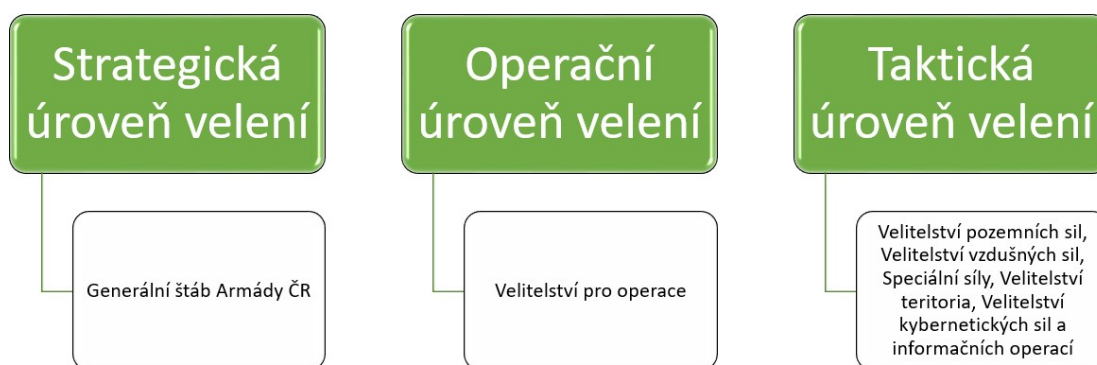 Strategická
úroveň velení
Generální štáb Armády ČR
Operační
úroveň velení
Velitelství pro operace
Taktická
úroveň velení
Velitelství pozemních sil,
Velitelství vzdušných sil,
Speciální síly, Velitelství
teritoria, Velitelství
kybernetických sil a
informačních operací